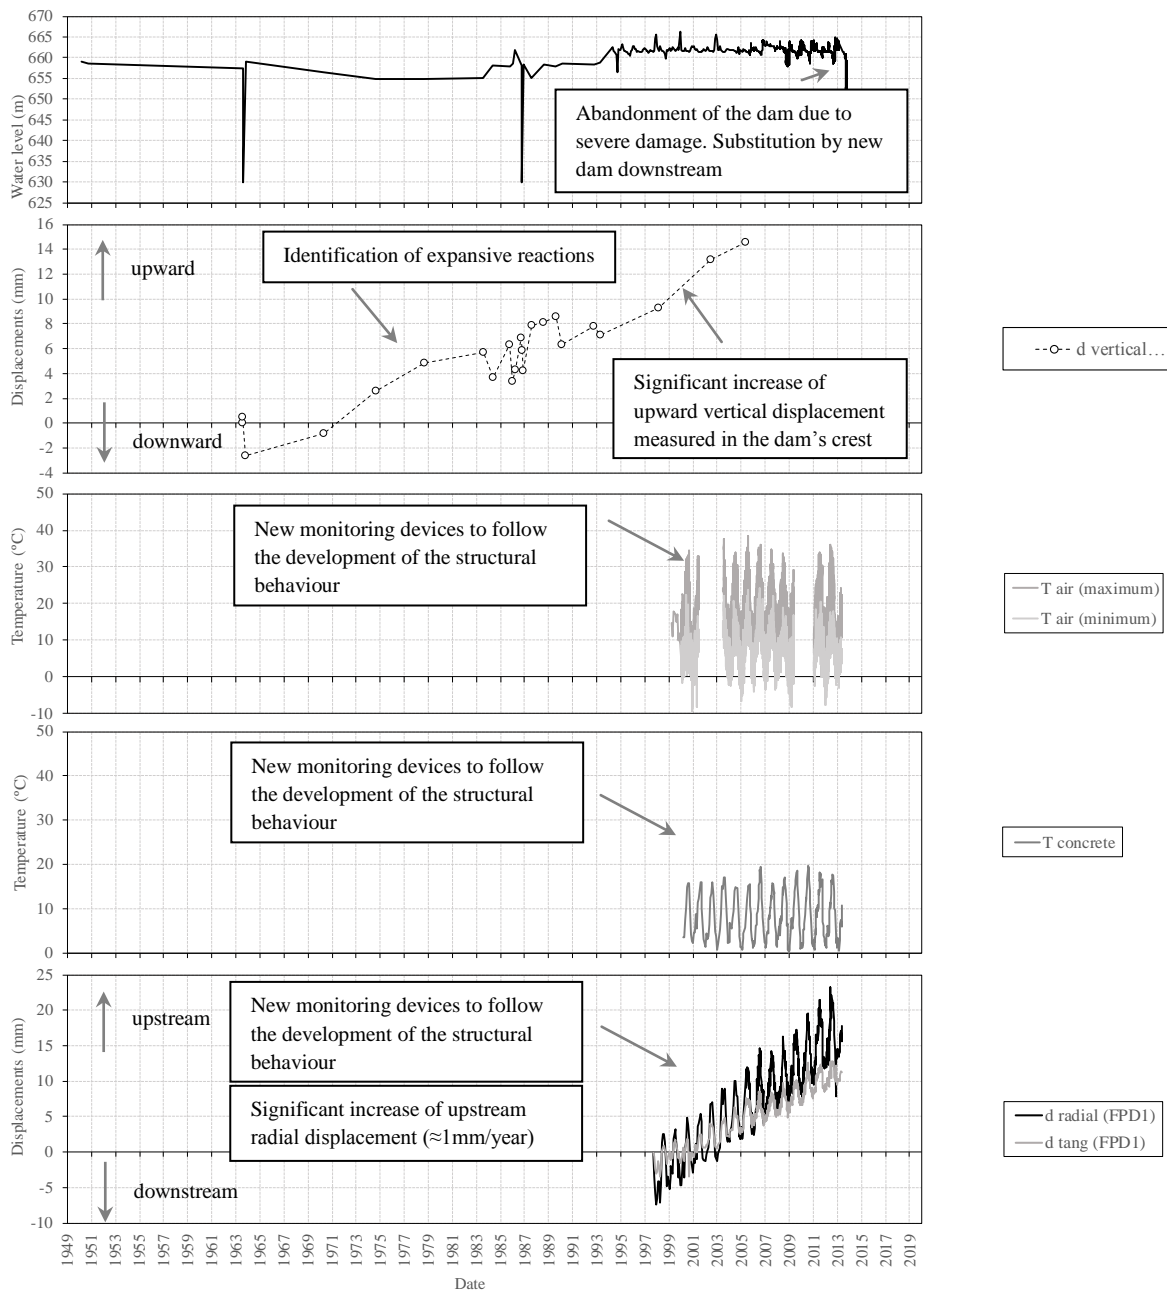 670
665
660
655
650
645
640
635
630
625
Water level (m)
Abandonment of the dam due to
severe damage. Substitution by new
dam downstream
16
14
12
10
8
6
4
2
0
-2
-4
Displacements (mm)
upward
downward
Identification of expansive reactions
Significant increase of
upward vertical displacement
measured in the dam's crest
d vertical…
50
40
30
20
10
0
-10
Temperature (°C)
New monitoring devices to follow
the development of the structural
behaviour
T air (maximum)
T air (minimum)
50
40
30
20
10
0
Temperature (°C)
New monitoring devices to follow
the development of the structural
behaviour
T concrete
25
20
15
10
5
0
-5
-10
Displacements (mm)
upstream
downstream
New monitoring devices to follow
the development of the structural
behaviour
Significant increase of upstream
radial displacement (≈1mm/year)
d radial (FPD1)
d tang (FPD1)
1949
1951
1953
1955
1957
1959
1961
1963
1965
1967
1969
1971
1973
1975
1977
1979
1981
1983
1985
1987
1989
1991
1993
1995
1997
1999
2001
2003
2005
2007
2009
2011
2013
2015
2017
2019
Date